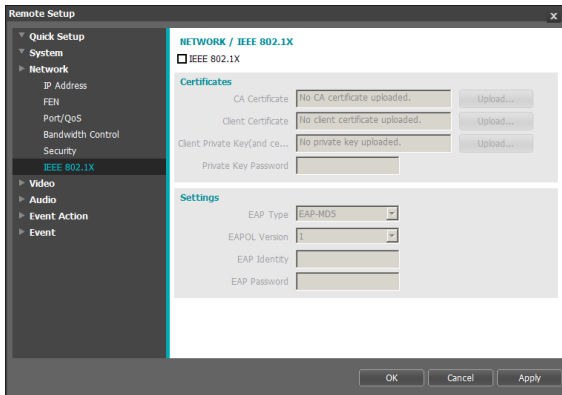 Remote Setup
x
Quick Setup
System
Network
IP Address
FEN
Port/QoS
Bandwidth Control
Security
IEEE 802.1X
Video
Audio
Event Action
Event
NETWORK / IEEE 802.1X
IEEE 802.1X
Certificates
CA Certificate No CA certificate uploaded. Upload...
Client Certificate No client certificate uploaded. Upload...
Client Private Key(and ce... No private key uploaded. Upload...
Private Key Password
Settings
EAP Type EAP-MD5
EAPOL Version 1
EAP Identity
EAP Password
OK Cancel Apply